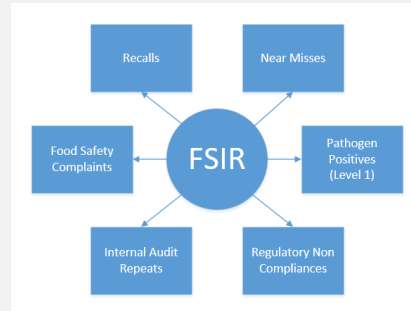 Recalls
Near Misses
FSIR
Food Safety
Complaints
Pathogen
Positives
(Level 1)
Internal Audit
Repeats
Regulatory Non
Compliances